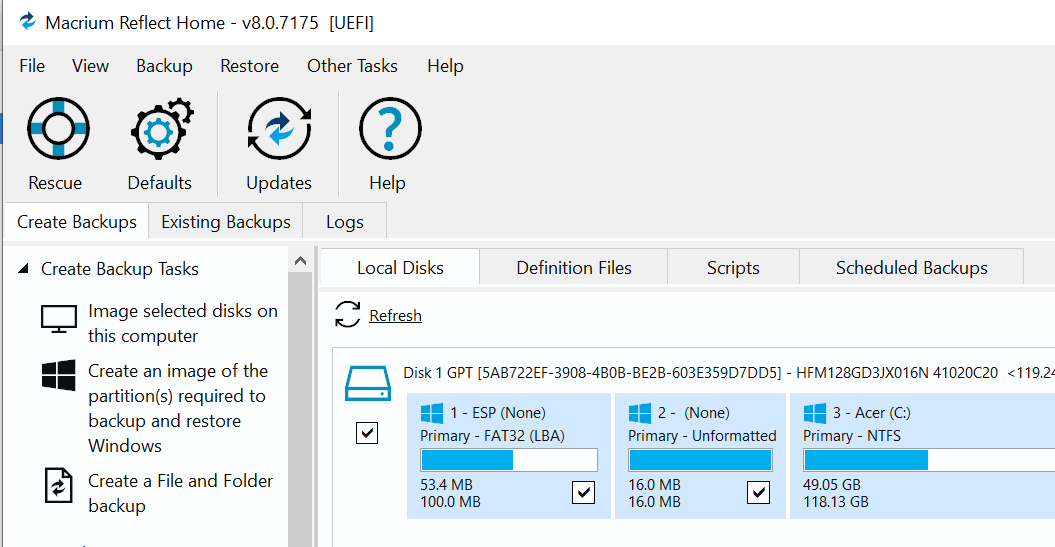 Macrium Reflect Home - v8.0.7175 [UEFI]
File View Backup Restore Other Tasks Help
Rescue Defaults Updates Help
Create Backups Existing Backups Logs
Create Backup Tasks
Image selected disks on
this computer
Create an image of the
partition(s) required to
backup and restore
Windows
Create a File and Folder
backup
Local Disks Definition Files Scripts Scheduled Backups
Refresh
Disk 1 GPT [5AB722EF-3908-4B0B-BE2B-603E359D7DD5] - HFM128GD3JX016N 41020C20 <119.24
1 - ESP (None)
Primary - FAT32 (LBA)
53.4 MB
100.0 MB
2 - (None)
Primary - Unformatted
16.0 MB
16.0 MB
3 - Acer (C:)
Primary - NTFS
49.05 GB
118.13 GB